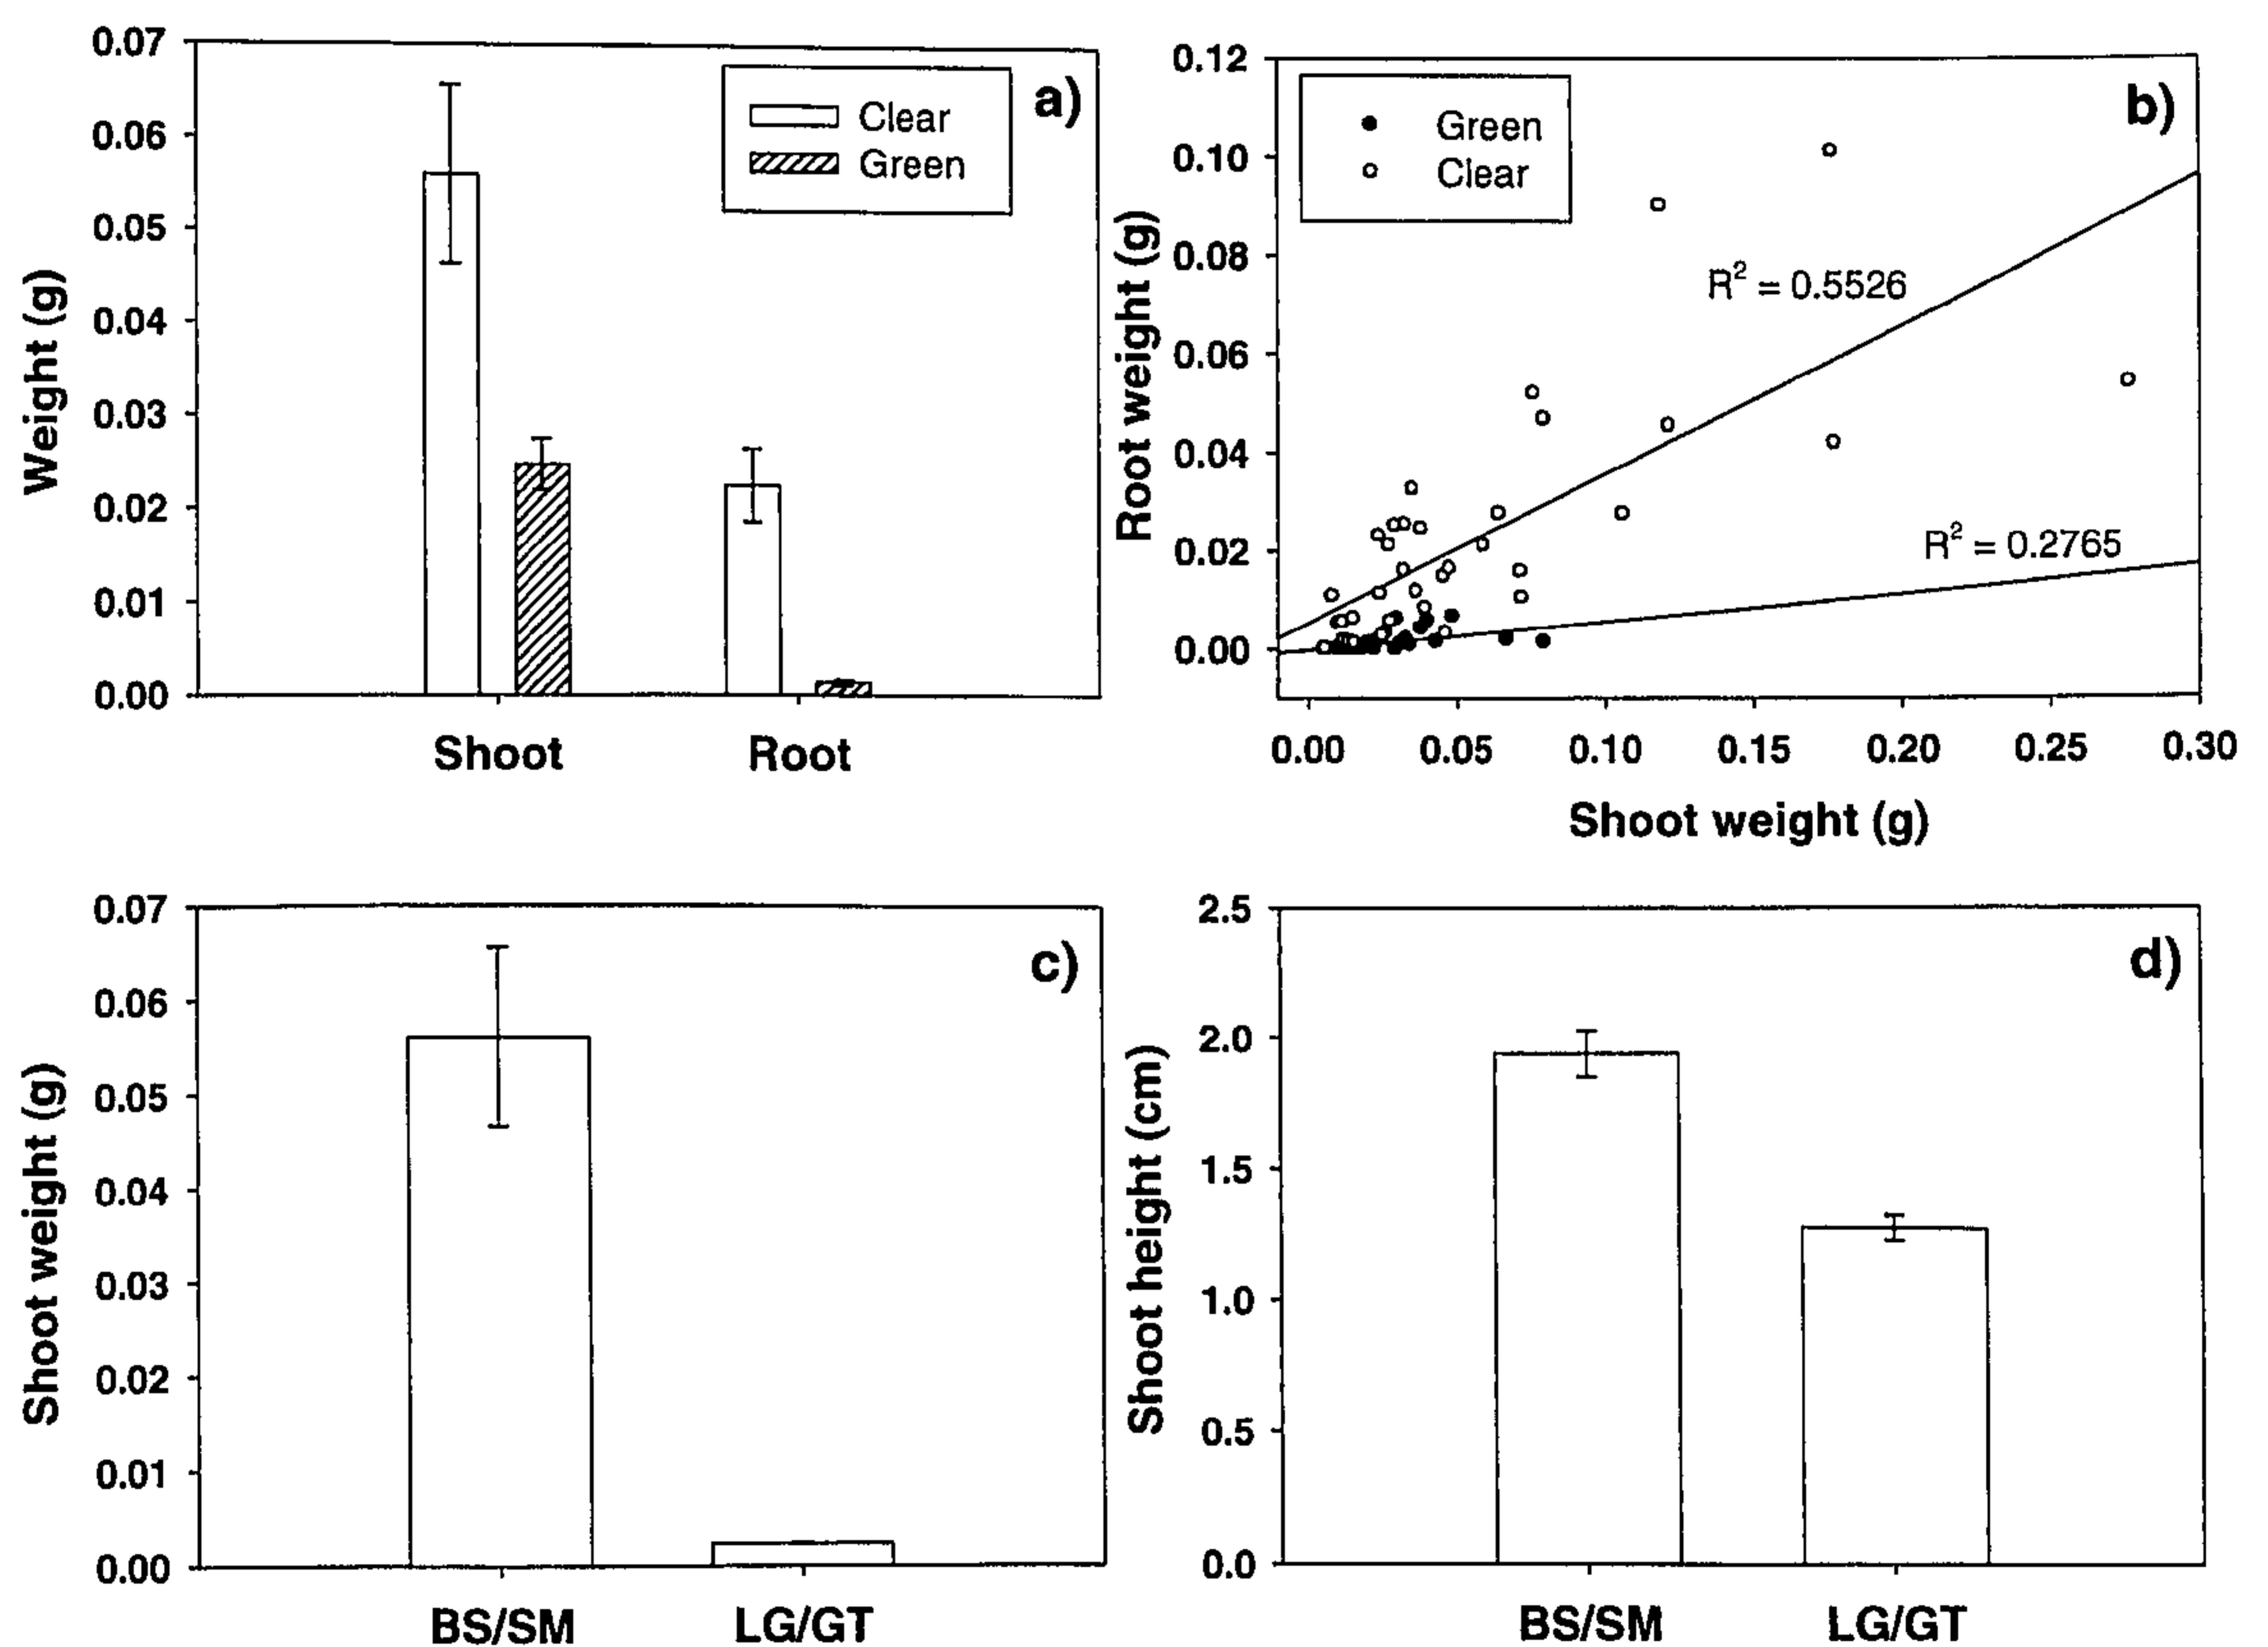 0.07
0.06
0.05
0.04
0.03
0.02
0.01
0.00
Weight (g)
Clear
Green
a)
Shoot Root
0.12
0.10
0.08
0.06
0.04
0.02
0.00
Root weight (g)
Green
Clear
b)
R² = 0.5526
R² = 0.2765
0.00 0.05 0.10 0.15 0.20 0.25 0.30
Shoot weight (g)
0.07
0.06
0.05
0.04
0.03
0.02
0.01
0.00
Shoot weight (g)
c)
BS/SM LG/GT
2.5
2.0
1.5
1.0
0.5
0.0
Shoot height (cm)
d)
BS/SM LG/GT